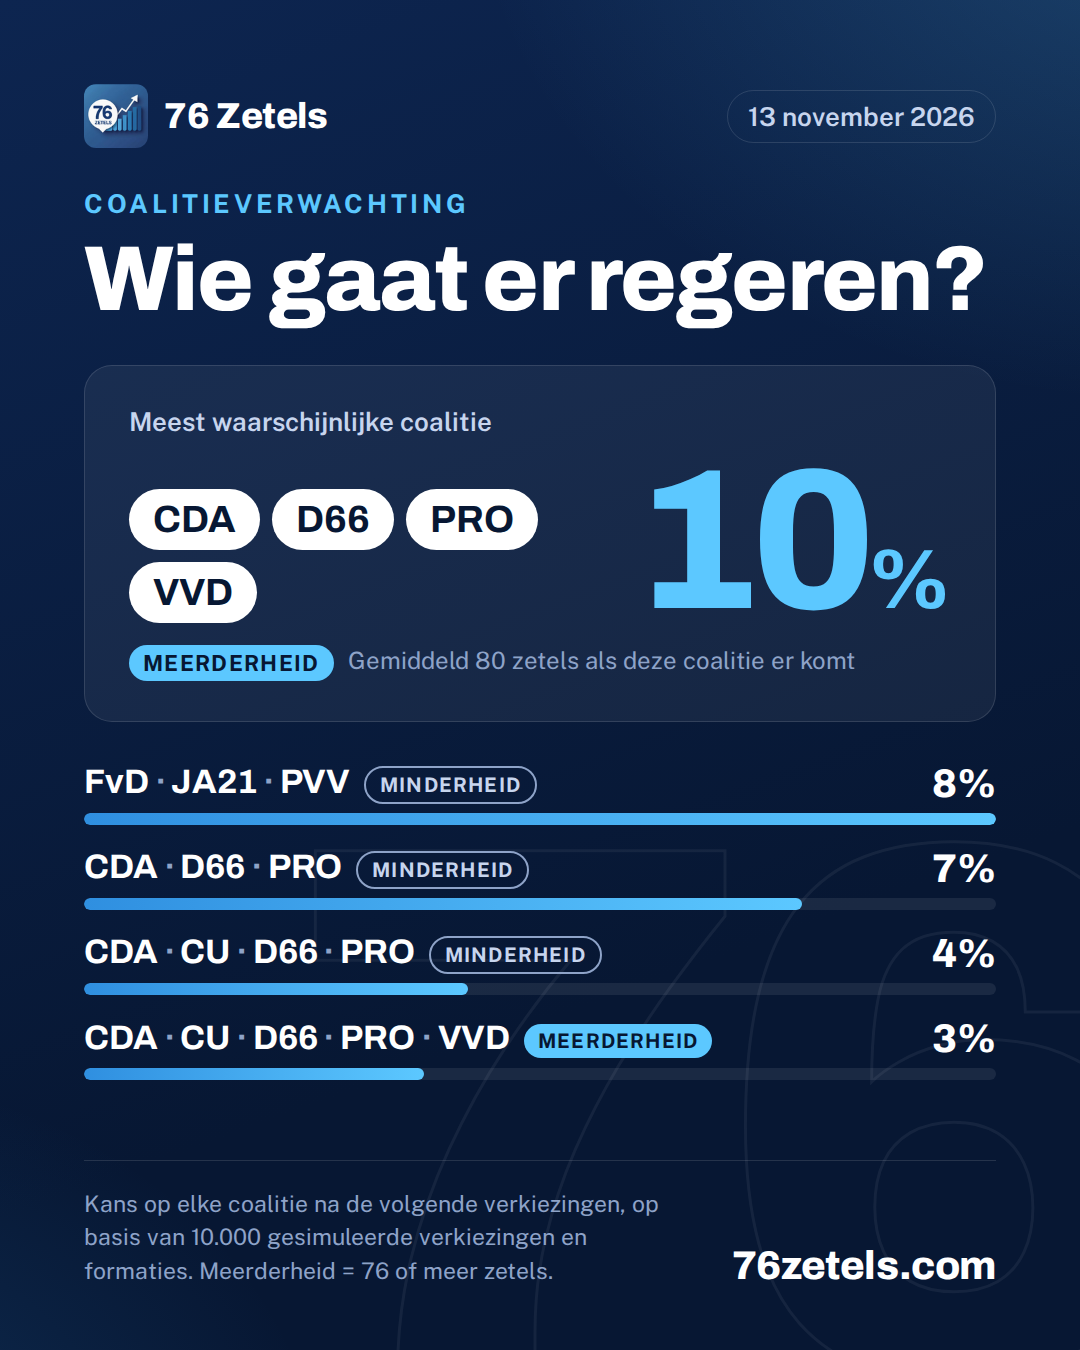 76
ZETELS
76 Zetels
13 november 2026
COALITIEVERWACHTING
Wie gaat er regeren?
Meest waarschijnlijke coalitie
CDA D66 PRO
VVD
10%
MEERDERHEID Gemiddeld 80 zetels als deze coalitie er komt
FvD · JA21 · PVV MINDERHEID 8%
CDA · D66 · PRO MINDERHEID 7%
CDA · CU · D66 · PRO MINDERHEID 4%
CDA · CU · D66 · PRO · VVD MEERDERHEID 3%
Kans op elke coalitie na de volgende verkiezingen, op
basis van 10.000 gesimuleerde verkiezingen en
formaties. Meerderheid = 76 of meer zetels.
76zetels.com
76